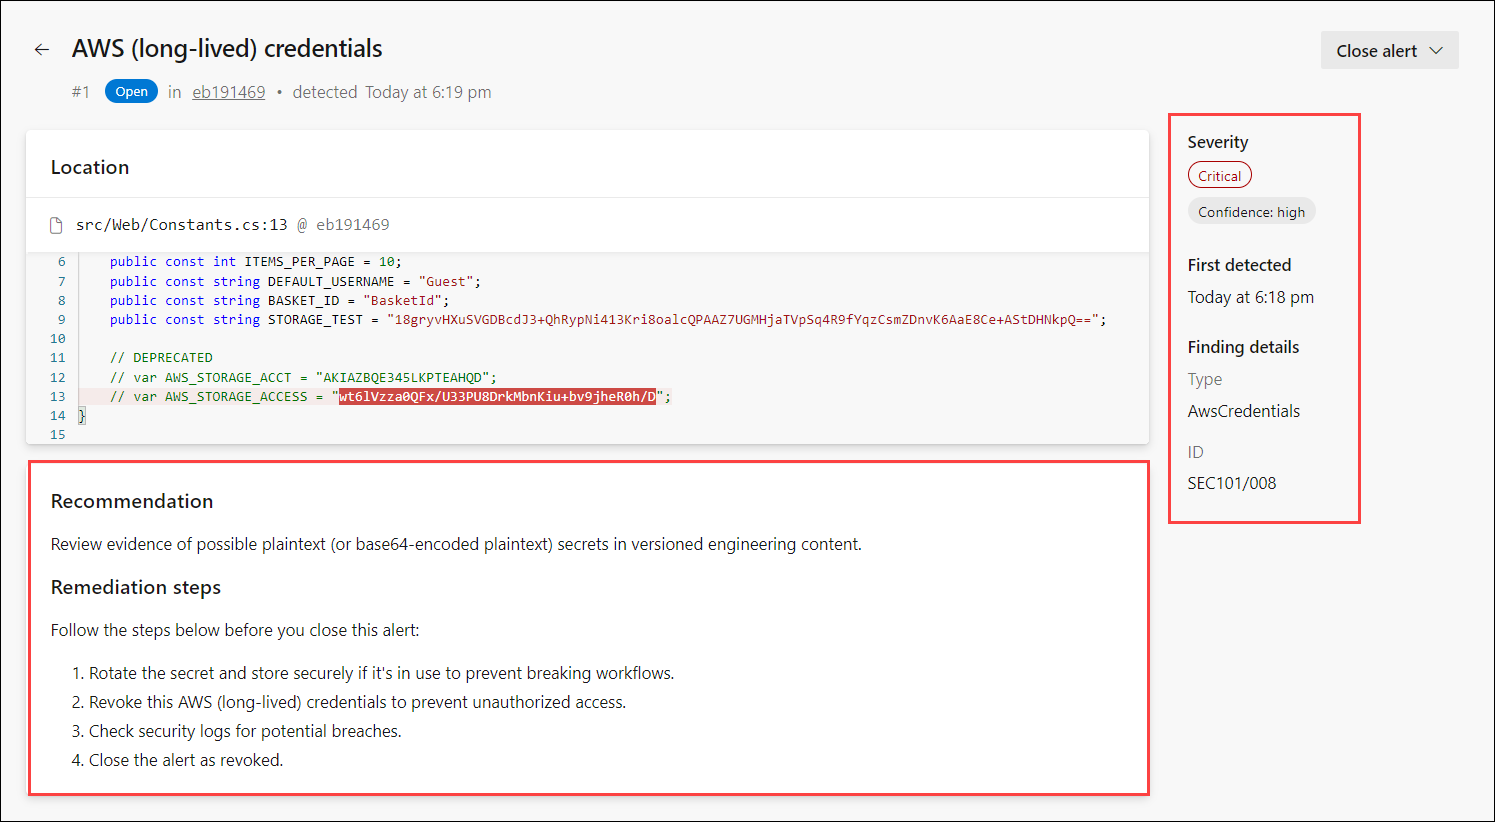 AWS (long-lived) credentials
Close alert
#1 Open in eb191469 • detected Today at 6:19 pm
Location
src/Web/Constants.cs:13 @ eb191469
6 public const int ITEMS_PER_PAGE = 10;
7 public const string DEFAULT_USERNAME = "Guest";
8 public const string BASKET_ID = "BasketId";
9 public const string STORAGE_TEST = "18gryvHXuSVGDBcdJ3+QhRypNi413Kri8oalcQPAAZ7UGMHjaTVpSq4R9fYqzCsmZDnvK6AaE8Ce+AStDHNkpQ==";
10
11 // DEPRECATED
12 // var AWS_STORAGE_ACCT = "AKIAZBQE345LKPTEAHQD";
13 // var AWS_STORAGE_ACCESS = "wt6lVzza0QFx/U33PU8DrkMbnKiu+bv9jheR0h/D";
14 }
15
Recommendation
Review evidence of possible plaintext (or base64-encoded plaintext) secrets in versioned engineering content.
Remediation steps
Follow the steps below before you close this alert:
1. Rotate the secret and store securely if it's in use to prevent breaking workflows.
2. Revoke this AWS (long-lived) credentials to prevent unauthorized access.
3. Check security logs for potential breaches.
4. Close the alert as revoked.
Severity
Critical
Confidence: high
First detected
Today at 6:18 pm
Finding details
Type
AwsCredentials
ID
SEC101/008